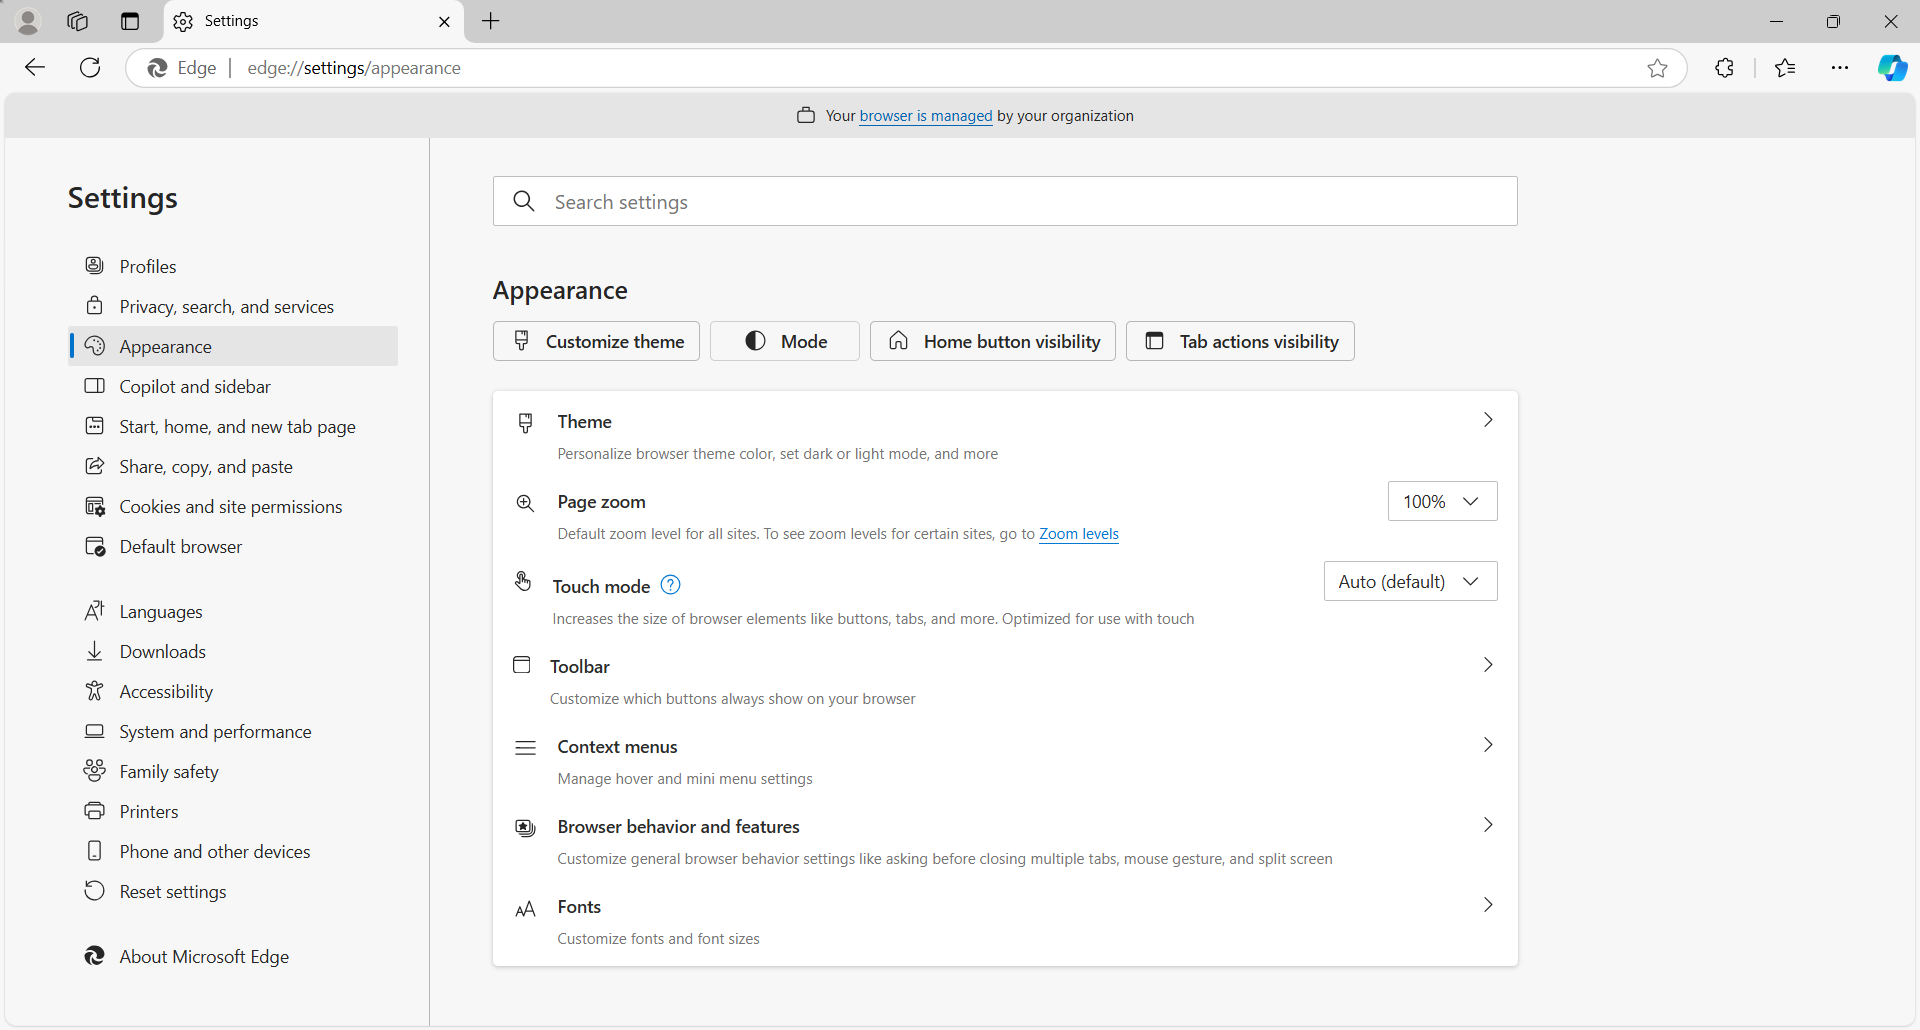 Settings
Edge
edge://settings/appearance
Your browser is managed by your organization
Settings
Profiles
Privacy, search, and services
Appearance
Copilot and sidebar
Start, home, and new tab page
Share, copy, and paste
Cookies and site permissions
Default browser
Languages
Downloads
Accessibility
System and performance
Family safety
Printers
Phone and other devices
Reset settings
About Microsoft Edge
Search settings
Appearance
Customize theme
Mode
Home button visibility
Tab actions visibility
Theme
Personalize browser theme color, set dark or light mode, and more
Page zoom
100%
Default zoom level for all sites. To see zoom levels for certain sites, go to Zoom levels
Touch mode
Auto (default)
Increases the size of browser elements like buttons, tabs, and more. Optimized for use with touch
Toolbar
Customize which buttons always show on your browser
Context menus
Manage hover and mini menu settings
Browser behavior and features
Customize general browser behavior settings like asking before closing multiple tabs, mouse gesture, and split screen
Fonts
Customize fonts and font sizes